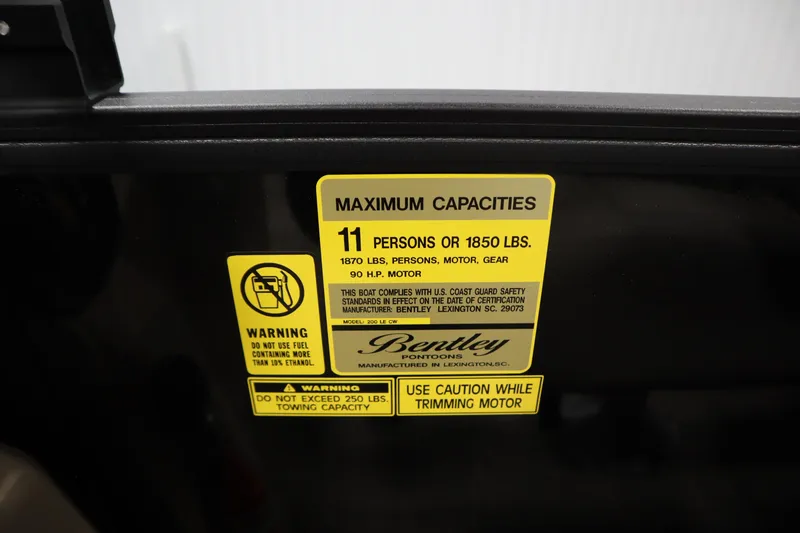 MAXIMUM CAPACITIES
11 PERSONS OR 1850 LBS.
1870 LBS, PERSONS, MOTOR, GEAR
90 H.P. MOTOR
THIS BOAT COMPLIES WITH U.S. COAST GUARD SAFETY
STANDARDS IN EFFECT ON THE DATE OF CERTIFICATION
MANUFACTURER: BENTLEY LEXINGTON SC. 29073
MODEL: 200 LE CW
Bentley
PONTOONS
MANUFACTURED IN LEXINGTON,SC.
WARNING
DO NOT USE FUEL
CONTAINING MORE
THAN 10% ETHANOL.
WARNING
DO NOT EXCEED 250 LBS.
TOWING CAPACITY
USE CAUTION WHILE
TRIMMING MOTOR